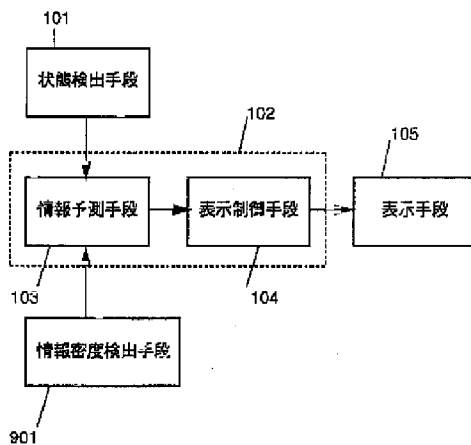 101
状態検出手段
102
105
情報予測手段
表示制御手段
表示手段
103
104
情報密度検出手段
901